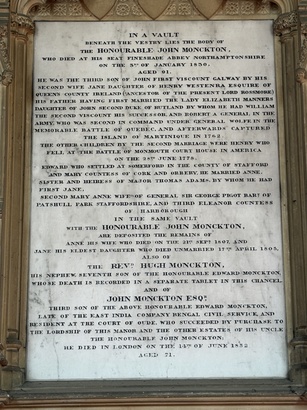 IN A VAULT
BENEATH THE VESTRY LIES THE BODY OF
THE HONOURABLE JOHN MONCKTON,
WHO DIED AT HIS SEAT FINESHADE ABBEY NORTHAMPTONSHIRE
ON THE 2ND OF JANUARY 1830.
AGED 91.
HE WAS THE THIRD SON OF JOHN FIRST VISCOUNT GALWAY BY HIS
SECOND WIFE JANE DAUGHTER OF HENRY WESTENRA ESQUIRE OF
QUEENS COUNTY IRELAND (ANCESTOR OF THE PRESENT LORD ROSSMORE)
HIS FATHER HAVING FIRST MARRIED THE LADY ELIZABETH MANNERS
DAUGHTER OF JOHN SECOND DUKE OF RUTLAND BY WHOM HE HAD WILLIAM
THE SECOND VISCOUNT HIS SUCCESSOR AND ROBERT A GENERAL IN THE
ARMY WHO WAS SECOND IN COMMAND UNDER GENERAL WOLFE IN THE
MEMORABLE BATTLE OF QUEBEC, AND AFTERWARDS CAPTURED
THE ISLAND OF MARTINIQUE IN 1762.
THE OTHER CHILDREN BY THE SECOND MARRIAGE WERE HENRY WHO
FELL AT THE BATTLE OF MONMOUTH COURT HOUSE IN AMERICA
ON THE 28TH JUNE 1778.
EDWARD WHO SETTLED AT SOMERFORD IN THE COUNTY OF STAFFORD
AND MARY COUNTESS OF CORK AND ORRERY. HE MARRIED ANNE
SISTER AND HEIRESS OF MAJOR THOMAS ADAMS. BY WHOM HE HAD
FIRST JANE.
SECOND MARY ANNE WIFE OF GENERAL SIR GEORGE PIGOT BART OF
PATSHULL PARK STAFFORDSHIRE, AND THIRD ELEANOR COUNTESS
OF HARBOROUGH
IN THE SAME VAULT
WITH THE HONOURABLE JOHN MONCKTON,
ARE DEPOSITED THE REMAINS OF
ANNE HIS WIFE WHO DIED ON THE 21ST SEPT 1807, AND
JANE HIS ELDEST DAUGHTER WHO DIED UNMARRIED 17TH APRIL 1805.
ALSO OF
THE REVD HUGH MONCKTON,
HIS NEPHEW, SEVENTH SON OF THE HONOURABLE EDWARD MONCKTON
WHOSE DEATH IS RECORDED IN A SEPARATE TABLET IN THIS CHANCEL
AND OF
JOHN MONCKTON ESQR
THIRD SON OF THE ABOVE HONORABLE EDWARD MONCKTON,
LATE OF THE EAST INDIA COMPANY BENGAL CIVIL SERVICE, AND
RESIDENT AT THE COURT OF OUDE, WHO SUCCEEDED BY PURCHASE TO
THE LORDSHIP OF THIS MANOR AND THE OTHER ESTATES OF HIS UNCLE
THE HONORABLE JOHN MONCKTON:
HE DIED IN LONDON ON THE 14TH OF JUNE 1852
AGED 71.